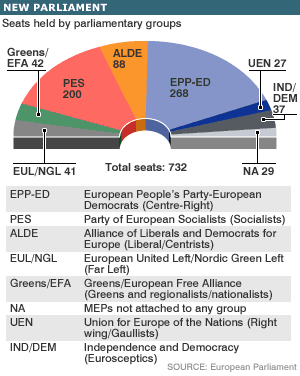 NEW PARLIAMENT
Seats held by parliamentary groups
Greens/
EFA 42
PES
200
ALDE
88
EPP-ED
268
UEN 27
IND/
DEM
37
EUL/NGL 41
Total seats: 732
NA 29
EPP-ED European People's Party-European
Democrats (Centre-Right)
PES Party of European Socialists (Socialists)
ALDE Alliance of Liberals and Democrats for
Europe (Liberal/Centrists)
EUL/NGL European United Left/Nordic Green Left
(Far Left)
Greens/EFA Greens/European Free Alliance
(Greens and regionalists/nationalists)
NA MEPs not attached to any group
UEN Union for Europe of the Nations (Right
wing/Gaullists)
IND/DEM Independence and Democracy
(Eurosceptics)
SOURCE: European Parliament